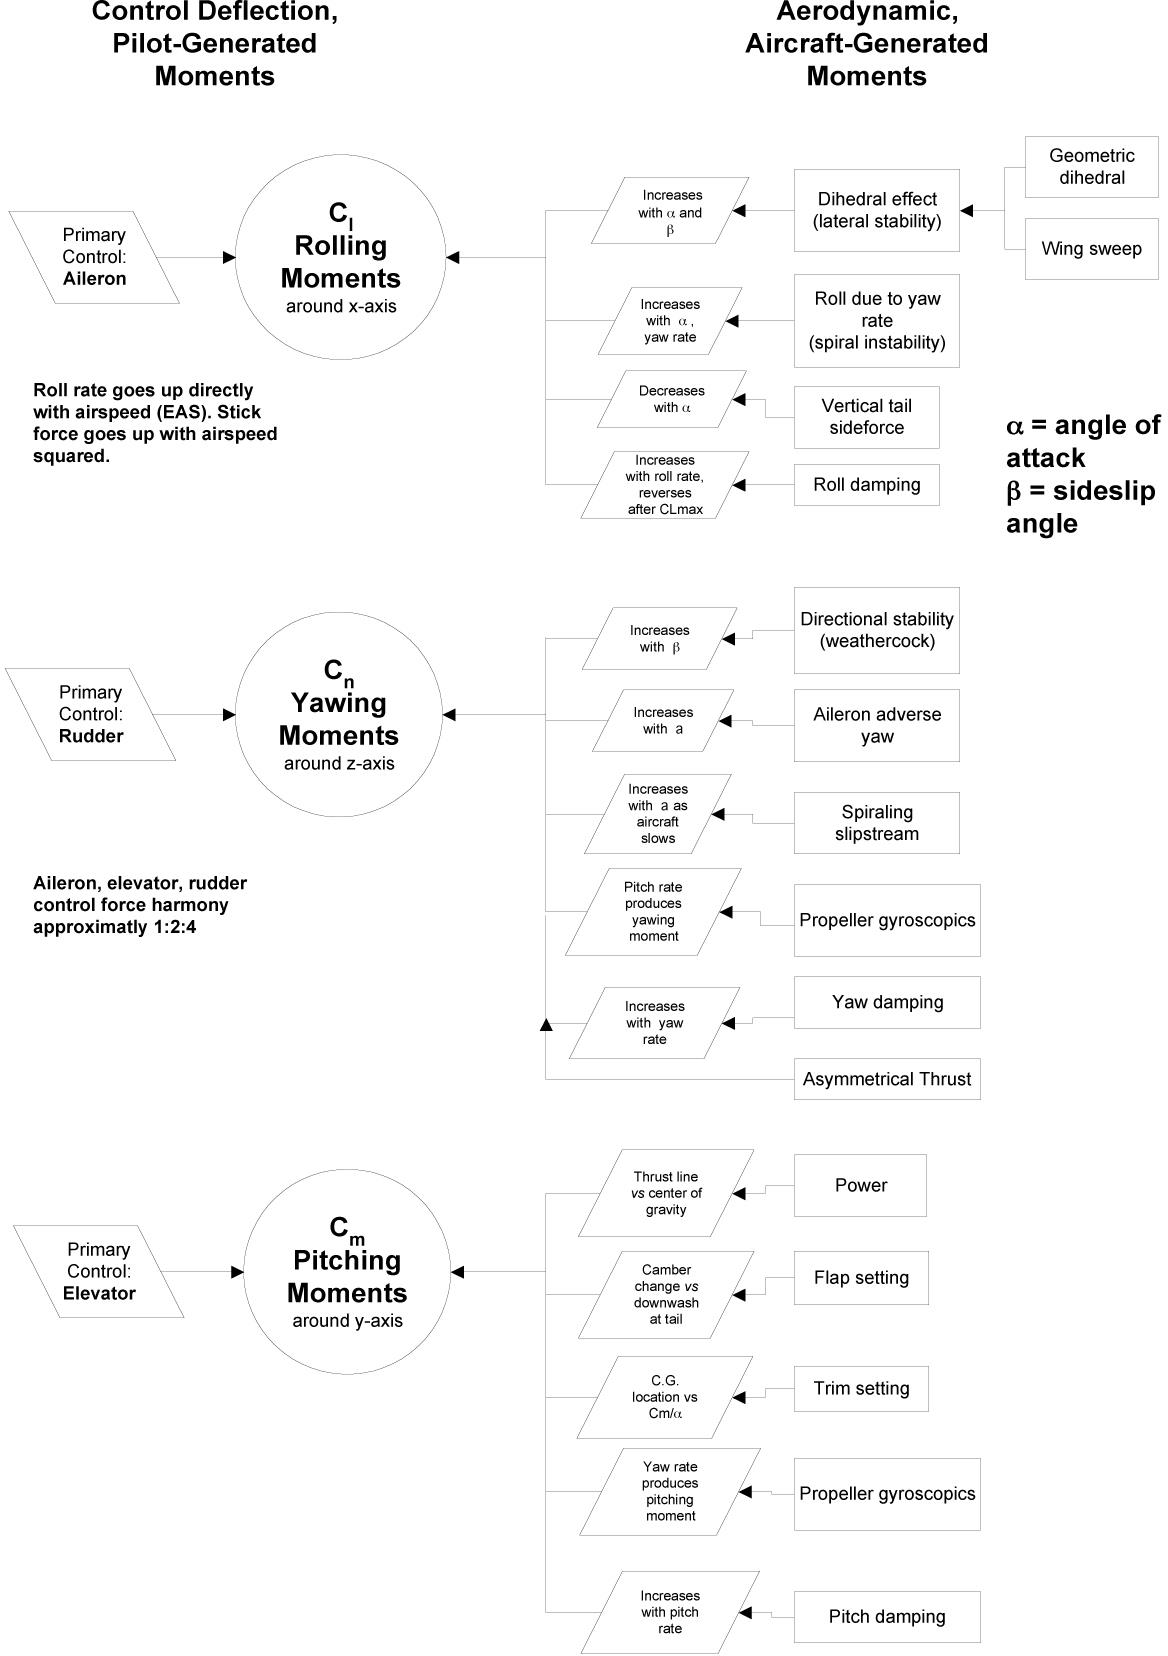 Control Deflection,
Pilot-Generated
Moments
Aerodynamic,
Aircraft-Generated
Moments
Primary
Control:
Aileron
Cl
Rolling
Moments
around x-axis
Increases
with α and
β
Dihedral effect
(lateral stability)
Geometric
dihedral
Wing sweep
Increases
with α ,
yaw rate
Roll due to yaw
rate
(spiral instability)
Decreases
with α
Vertical tail
sideforce
Increases
with roll rate,
reverses
after CLmax
Roll damping
Roll rate goes up directly
with airspeed (EAS). Stick
force goes up with airspeed
squared.
α = angle of
attack
β = sideslip
angle
Primary
Control:
Rudder
Cn
Yawing
Moments
around z-axis
Increases
with β
Directional stability
(weathercock)
Increases
with a
Aileron adverse
yaw
Increases
with a as
aircraft
slows
Spiraling
slipstream
Pitch rate
produces
yawing
moment
Propeller gyroscopics
Increases
with yaw
rate
Yaw damping
Asymmetrical Thrust
Aileron, elevator, rudder
control force harmony
approximatly 1:2:4
Primary
Control:
Elevator
Cm
Pitching
Moments
around y-axis
Thrust line
vs center of
gravity
Power
Camber
change vs
downwash
at tail
Flap setting
C.G.
location vs
Cm/α
Trim setting
Yaw rate
produces
pitching
moment
Propeller gyroscopics
Increases
with pitch
rate
Pitch damping